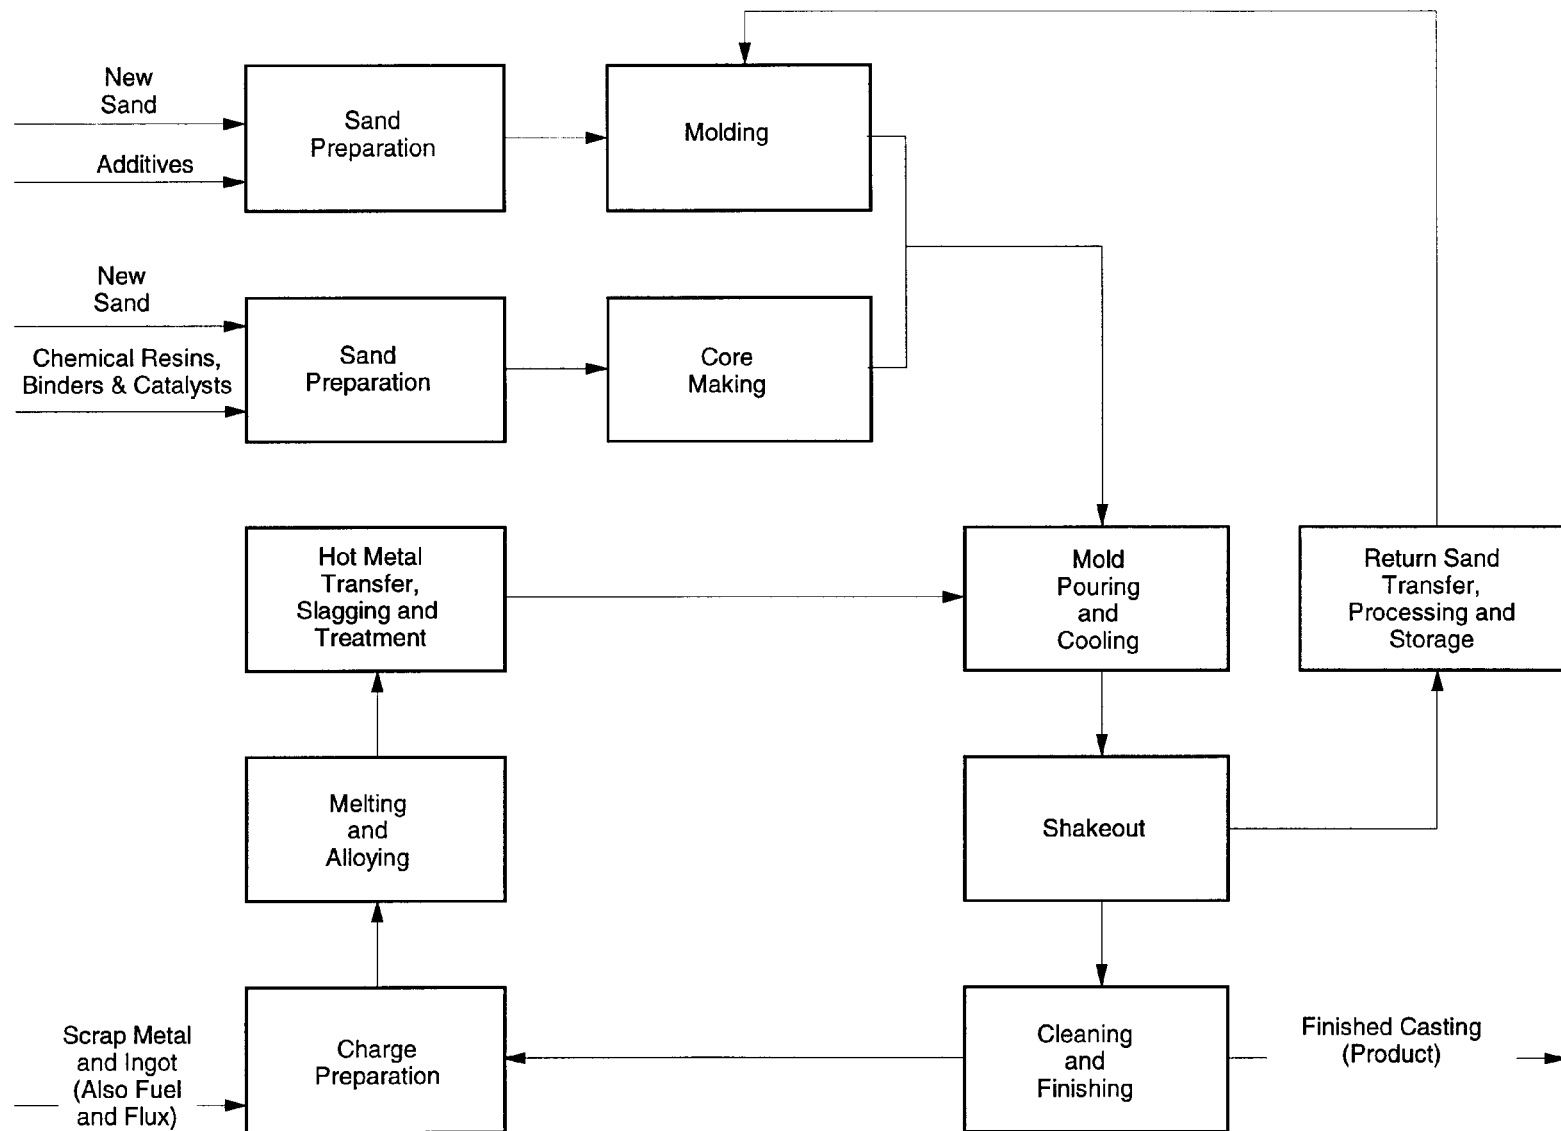 New
Sand
Additives
Sand
Preparation
Molding
New
Sand
Chemical Resins,
Binders & Catalysts
Sand
Preparation
Core
Making
Hot Metal
Transfer,
Slagging and
Treatment
Mold
Pouring
and
Cooling
Return Sand
Transfer,
Processing and
Storage
Melting
and
Alloying
Shakeout
Scrap Metal
and Ingot
(Also Fuel
and Flux)
Charge
Preparation
Cleaning
and
Finishing
Finished Casting
(Product)